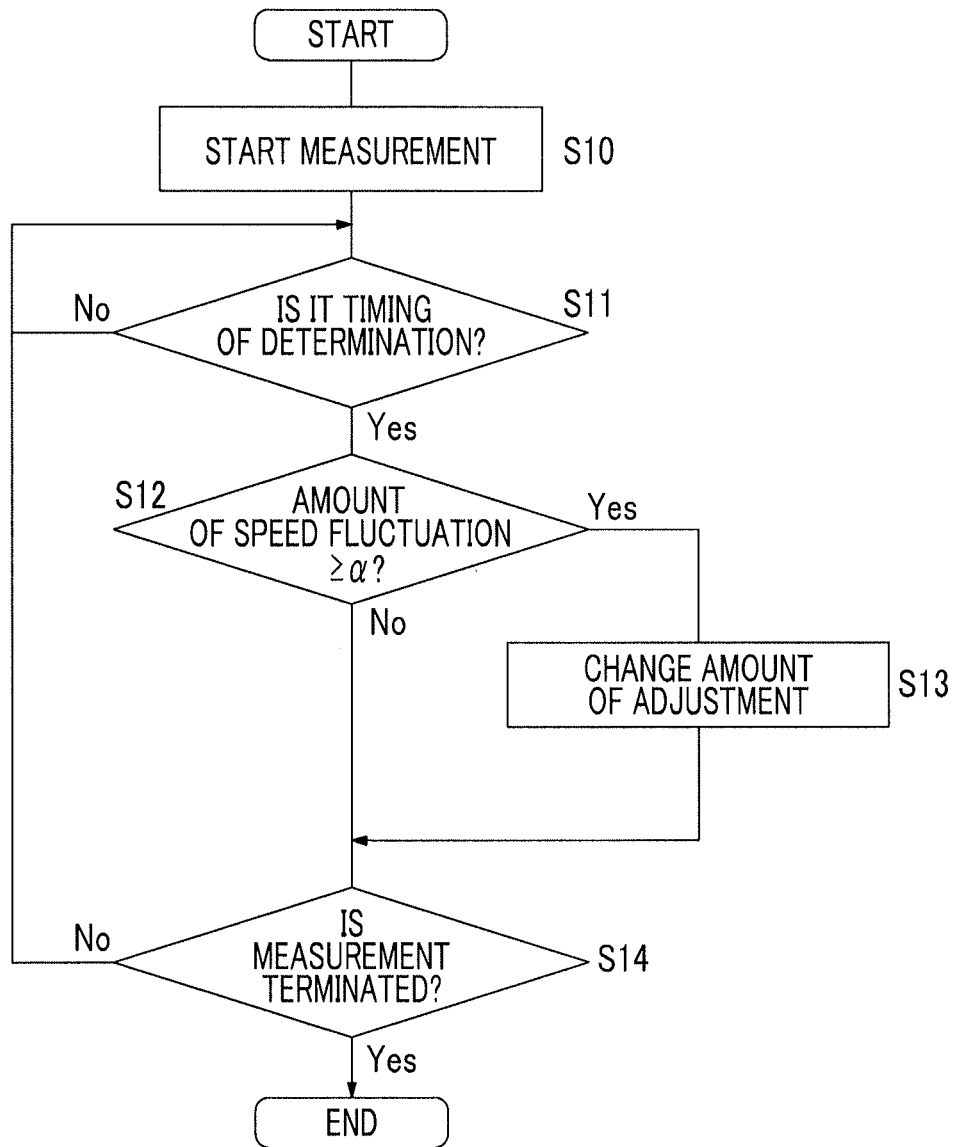 START
START MEASUREMENT
S10
No
IS IT TIMING
OF DETERMINATION?
S11
Yes
S12
AMOUNT
OF SPEED FLUCTUATION
≥α?
Yes
No
CHANGE AMOUNT
OF ADJUSTMENT
S13
No
IS
MEASUREMENT
TERMINATED?
S14
Yes
END